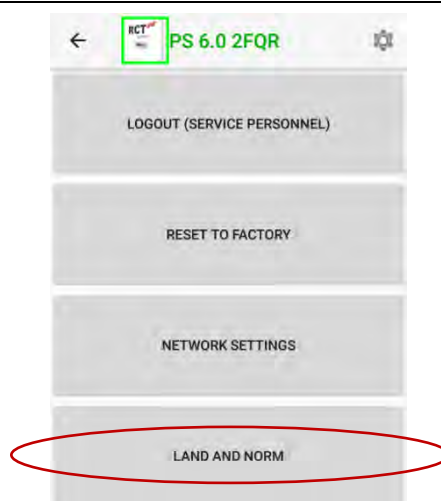 RCT
PS 6.0 2FQR
LOGOUT (SERVICE PERSONNEL)
RESET TO FACTORY
NETWORK SETTINGS
LAND AND NORM